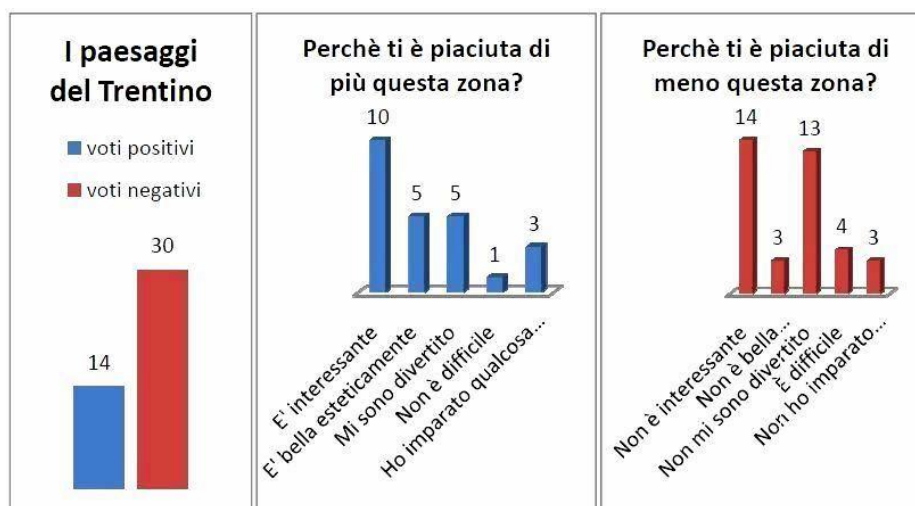 I paesaggi
del Trentino
voti positivi
voti negativi
30
14
Perchè ti è piaciuta di
più questa zona?
10
5
5
1
3
E' interessante
E' bella esteticamente
Mi sono divertito
Non è difficile
Ho imparato qualcosa...
Perchè ti è piaciuta di
meno questa zona?
14
3
13
4
3
Non è interessante
Non è bella...
Non mi sono divertito
È difficile
Non ho imparato...